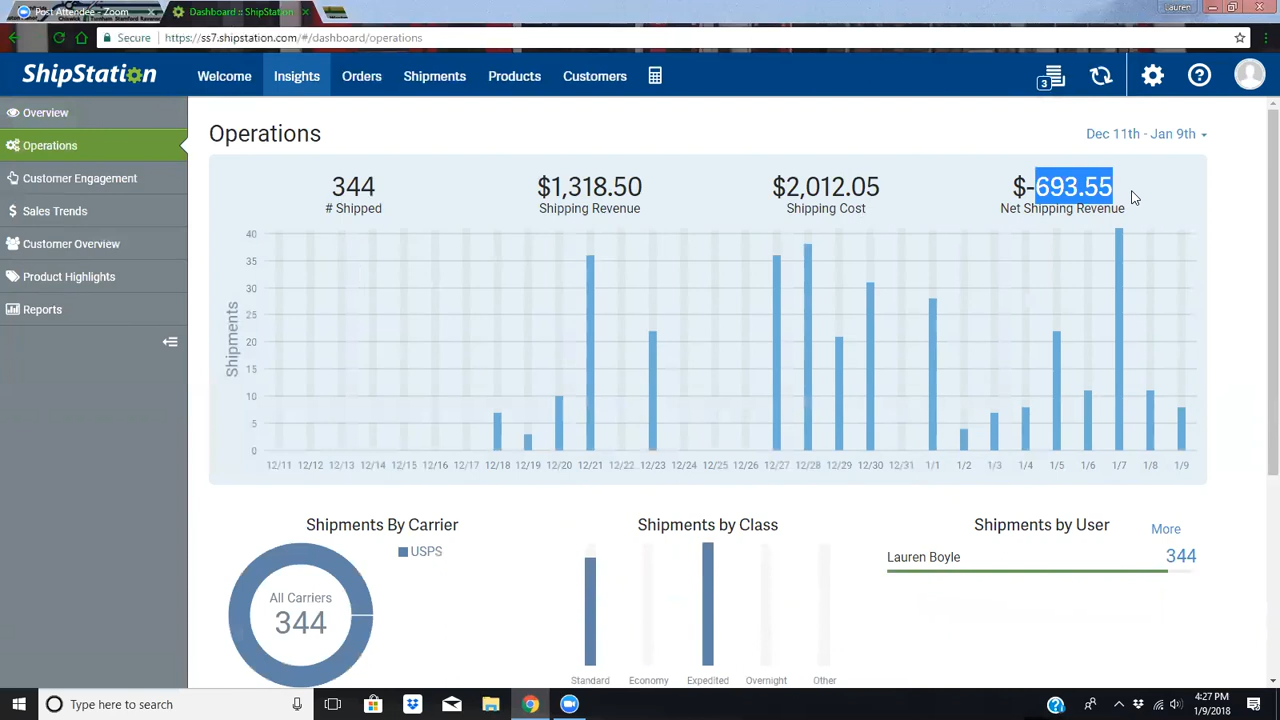 Post Attendee - Zoom
Dashboard :: ShipStation
Lauren
Secure
https://ss7.shipstation.com/#/dashboard/operations
ShipStation
Welcome
Insights
Orders
Shipments
Products
Customers
3
Overview
Operations
Customer Engagement
Sales Trends
Customer Overview
Product Highlights
Reports
Operations
Dec 11th - Jan 9th
344
# Shipped
$1,318.50
Shipping Revenue
$2,012.05
Shipping Cost
$-693.55
Net Shipping Revenue
Shipments
40
35
30
25
20
15
10
5
0
12/11 12/12 12/13 12/14 12/15 12/16 12/17 12/18 12/19 12/20 12/21 12/22 12/23 12/24 12/25 12/26 12/27 12/28 12/29 12/30 12/31 1/1 1/2 1/3 1/4 1/5 1/6 1/7 1/8 1/9
Shipments By Carrier
USPS
All Carriers
344
Shipments by Class
Standard Economy Expedited Overnight Other
Shipments by User
More
Lauren Boyle
344
Type here to search
4:27 PM
1/9/2018